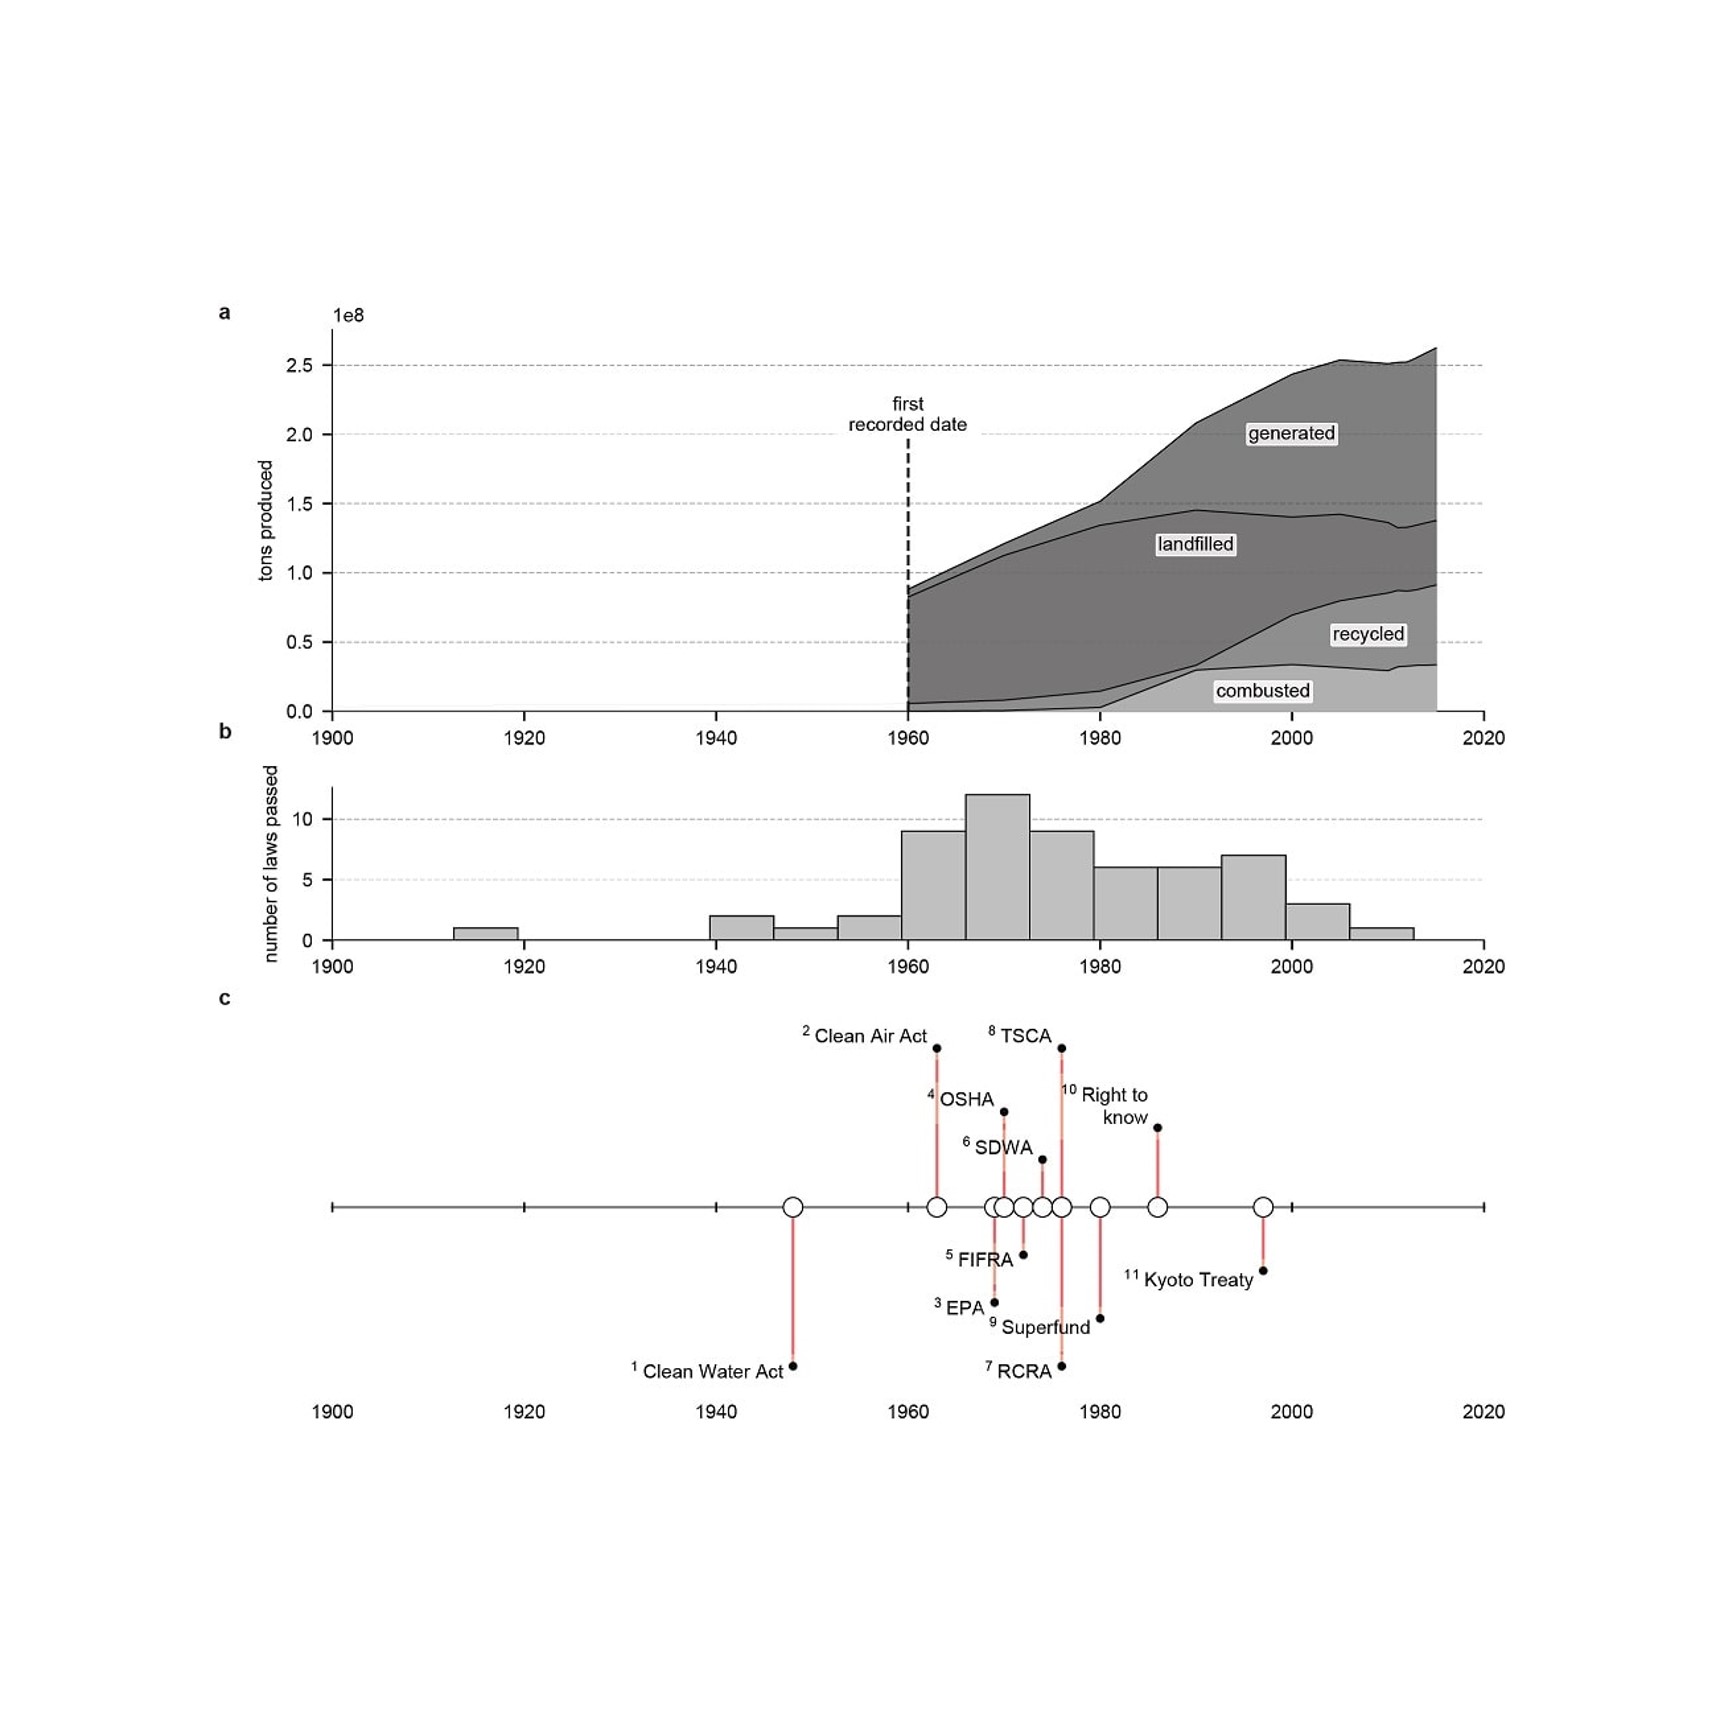 a
1e8
2.5
2.0
1.5
1.0
0.5
0.0
tons produced
first
recorded date
generated
landfilled
recycled
combusted
1900 1920 1940 1960 1980 2000 2020
b
10
5
0
number of laws passed
1900 1920 1940 1960 1980 2000 2020
c
2 Clean Air Act
8 TSCA
4 OSHA
10 Right to
know
6 SDWA
5 FIFRA
11 Kyoto Treaty
3 EPA
9 Superfund
1 Clean Water Act
7 RCRA
1900 1920 1940 1960 1980 2000 2020